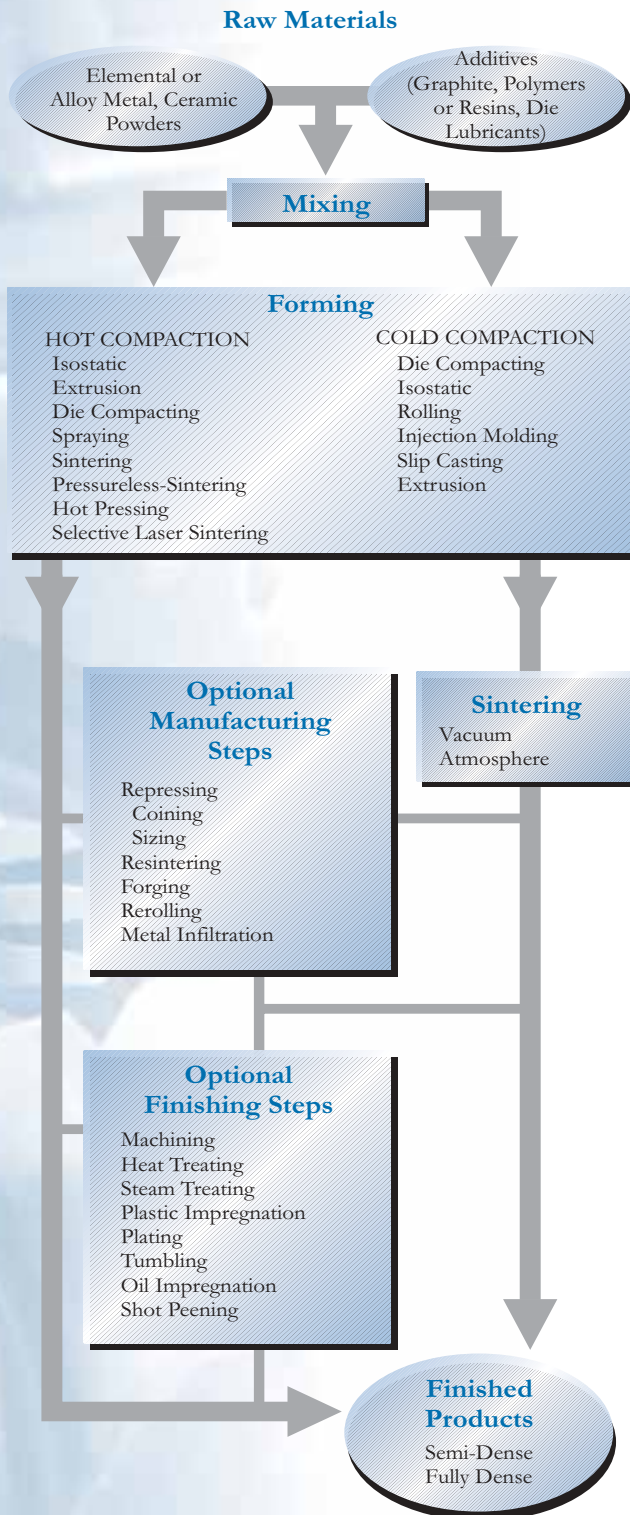 Raw Materials
Elemental or
Alloy Metal, Ceramic
Powders
Additives
(Graphite, Polymers
or Resins, Die
Lubricants)
Mixing
Forming
HOT COMPACTION
Isostatic
Extrusion
Die Compacting
Spraying
Sintering
Pressureless-Sintering
Hot Pressing
Selective Laser Sintering
COLD COMPACTION
Die Compacting
Isostatic
Rolling
Injection Molding
Slip Casting
Extrusion
Optional
Manufacturing
Steps
Repressing
Coining
Sizing
Resintering
Forging
Rerolling
Metal Infiltration
Sintering
Vacuum
Atmosphere
Optional
Finishing Steps
Machining
Heat Treating
Steam Treating
Plastic Impregnation
Plating
Tumbling
Oil Impregnation
Shot Peening
Finished
Products
Semi-Dense
Fully Dense